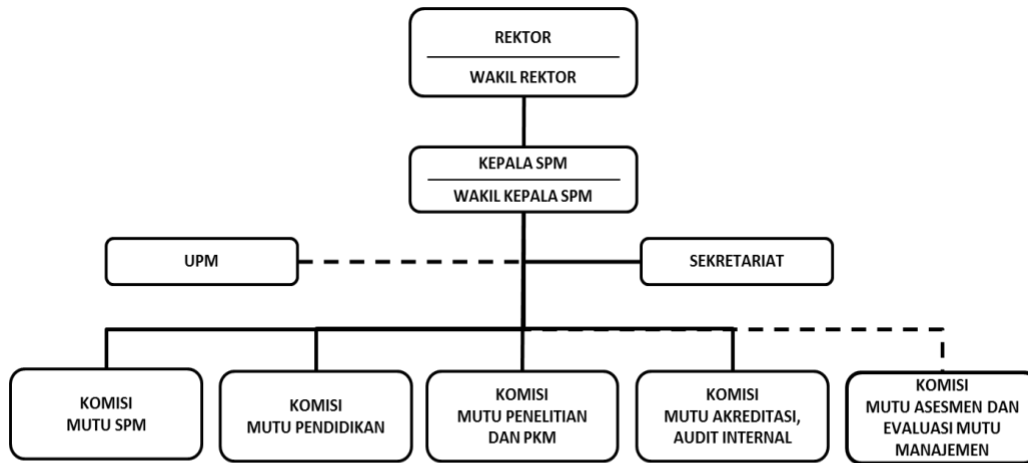 REKTOR
WAKIL REKTOR
KEPALA SPM
WAKIL KEPALA SPM
UPM
SEKRETARIAT
KOMISI
MUTU SPM
KOMISI
MUTU PENDIDIKAN
KOMISI
MUTU PENELITIAN
DAN PKM
KOMISI
MUTU AKREDITASI,
AUDIT INTERNAL
KOMISI
MUTU ASESMEN DAN
EVALUASI MUTU
MANAJEMEN